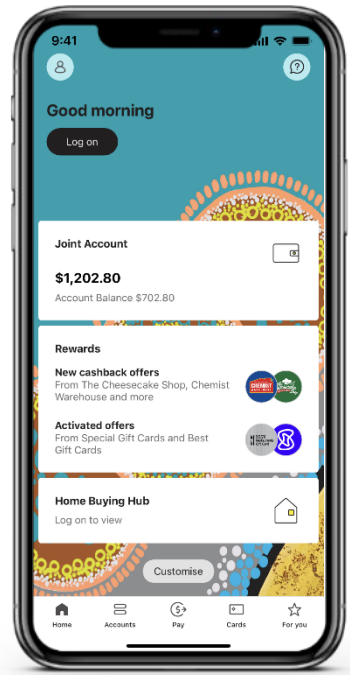 9:41
Good morning
Log on
Joint Account
$1,202.80
Account Balance $702.80
Rewards
New cashback offers
From The Cheesecake Shop, Chemist
Warehouse and more
CHEMIST
Activated offers
From Special Gift Cards and Best
Gift Cards
Home Buying Hub
Log on to view
Customise
Home
Accounts
Pay
Cards
For you